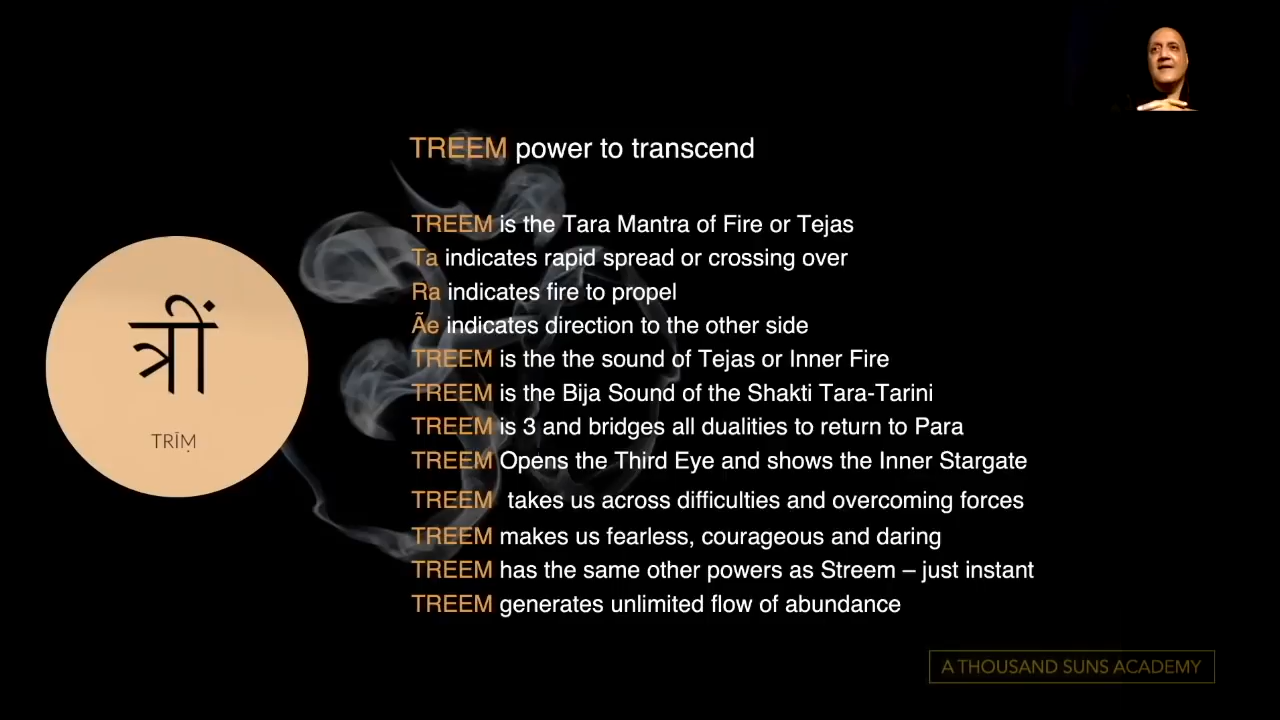 TREEM power to transcend
TREEM is the Tara Mantra of Fire or Tejas
Ta indicates rapid spread or crossing over
Ra indicates fire to propel
Ãe indicates direction to the other side
TREEM is the the sound of Tejas or Inner Fire
TREEM is the Bija Sound of the Shakti Tara-Tarini
TREEM is 3 and bridges all dualities to return to Para
TREEM Opens the Third Eye and shows the Inner Stargate
TREEM takes us across difficulties and overcoming forces
TREEM makes us fearless, courageous and daring
TREEM has the same other powers as Streem – just instant
TREEM generates unlimited flow of abundance
त्रीं
TRĪṂ
A THOUSAND SUNS ACADEMY